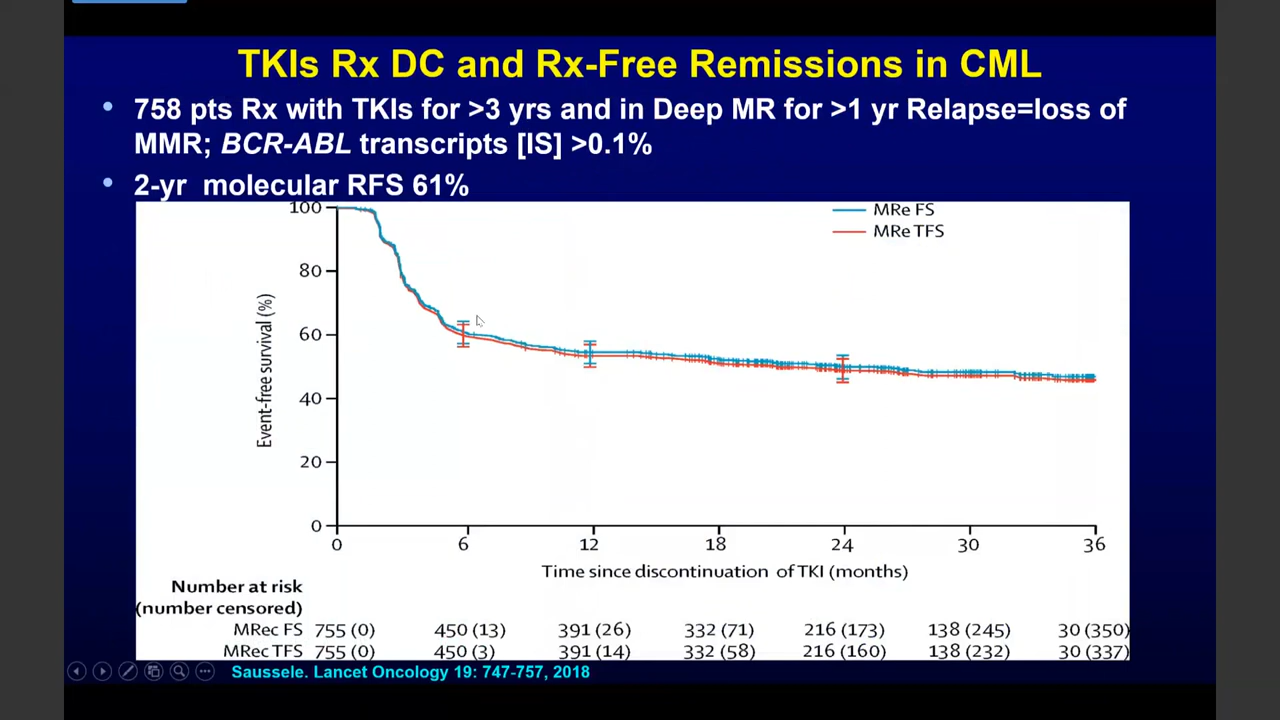 TKIs Rx DC and Rx-Free Remissions in CML
• 758 pts Rx with TKIs for >3 yrs and in Deep MR for >1 yr Relapse=loss of
MMR; BCR-ABL transcripts [IS] >0.1%
• 2-yr molecular RFS 61%
MRe FS
MRe TFS
Event-free survival (%)
100
80
60
40
20
0
0 6 12 18 24 30 36
Time since discontinuation of TKI (months)
Number at risk
(number censored)
MRec FS 755 (0) 450 (13) 391 (26) 332 (71) 216 (173) 138 (245) 30 (350)
MRec TFS 755 (0) 450 (3) 391 (14) 332 (58) 216 (160) 138 (232) 30 (337)
Saussele. Lancet Oncology 19: 747-757, 2018